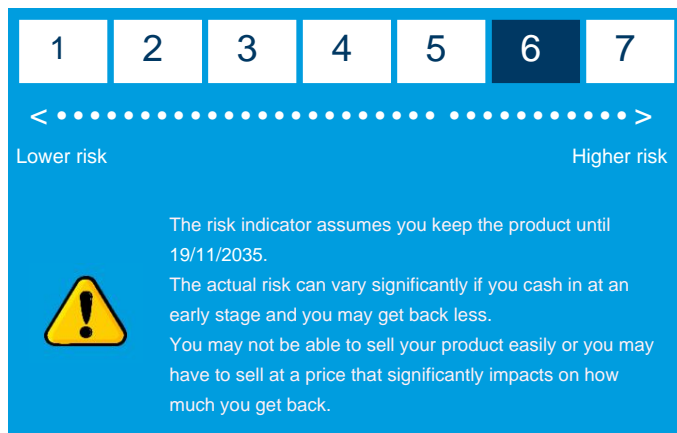 1 2 3 4 5 6 7
< >
Lower risk Higher risk
The risk indicator assumes you keep the product until
19/11/2035.
The actual risk can vary significantly if you cash in at an
early stage and you may get back less.
You may not be able to sell your product easily or you may
have to sell at a price that significantly impacts on how
much you get back.